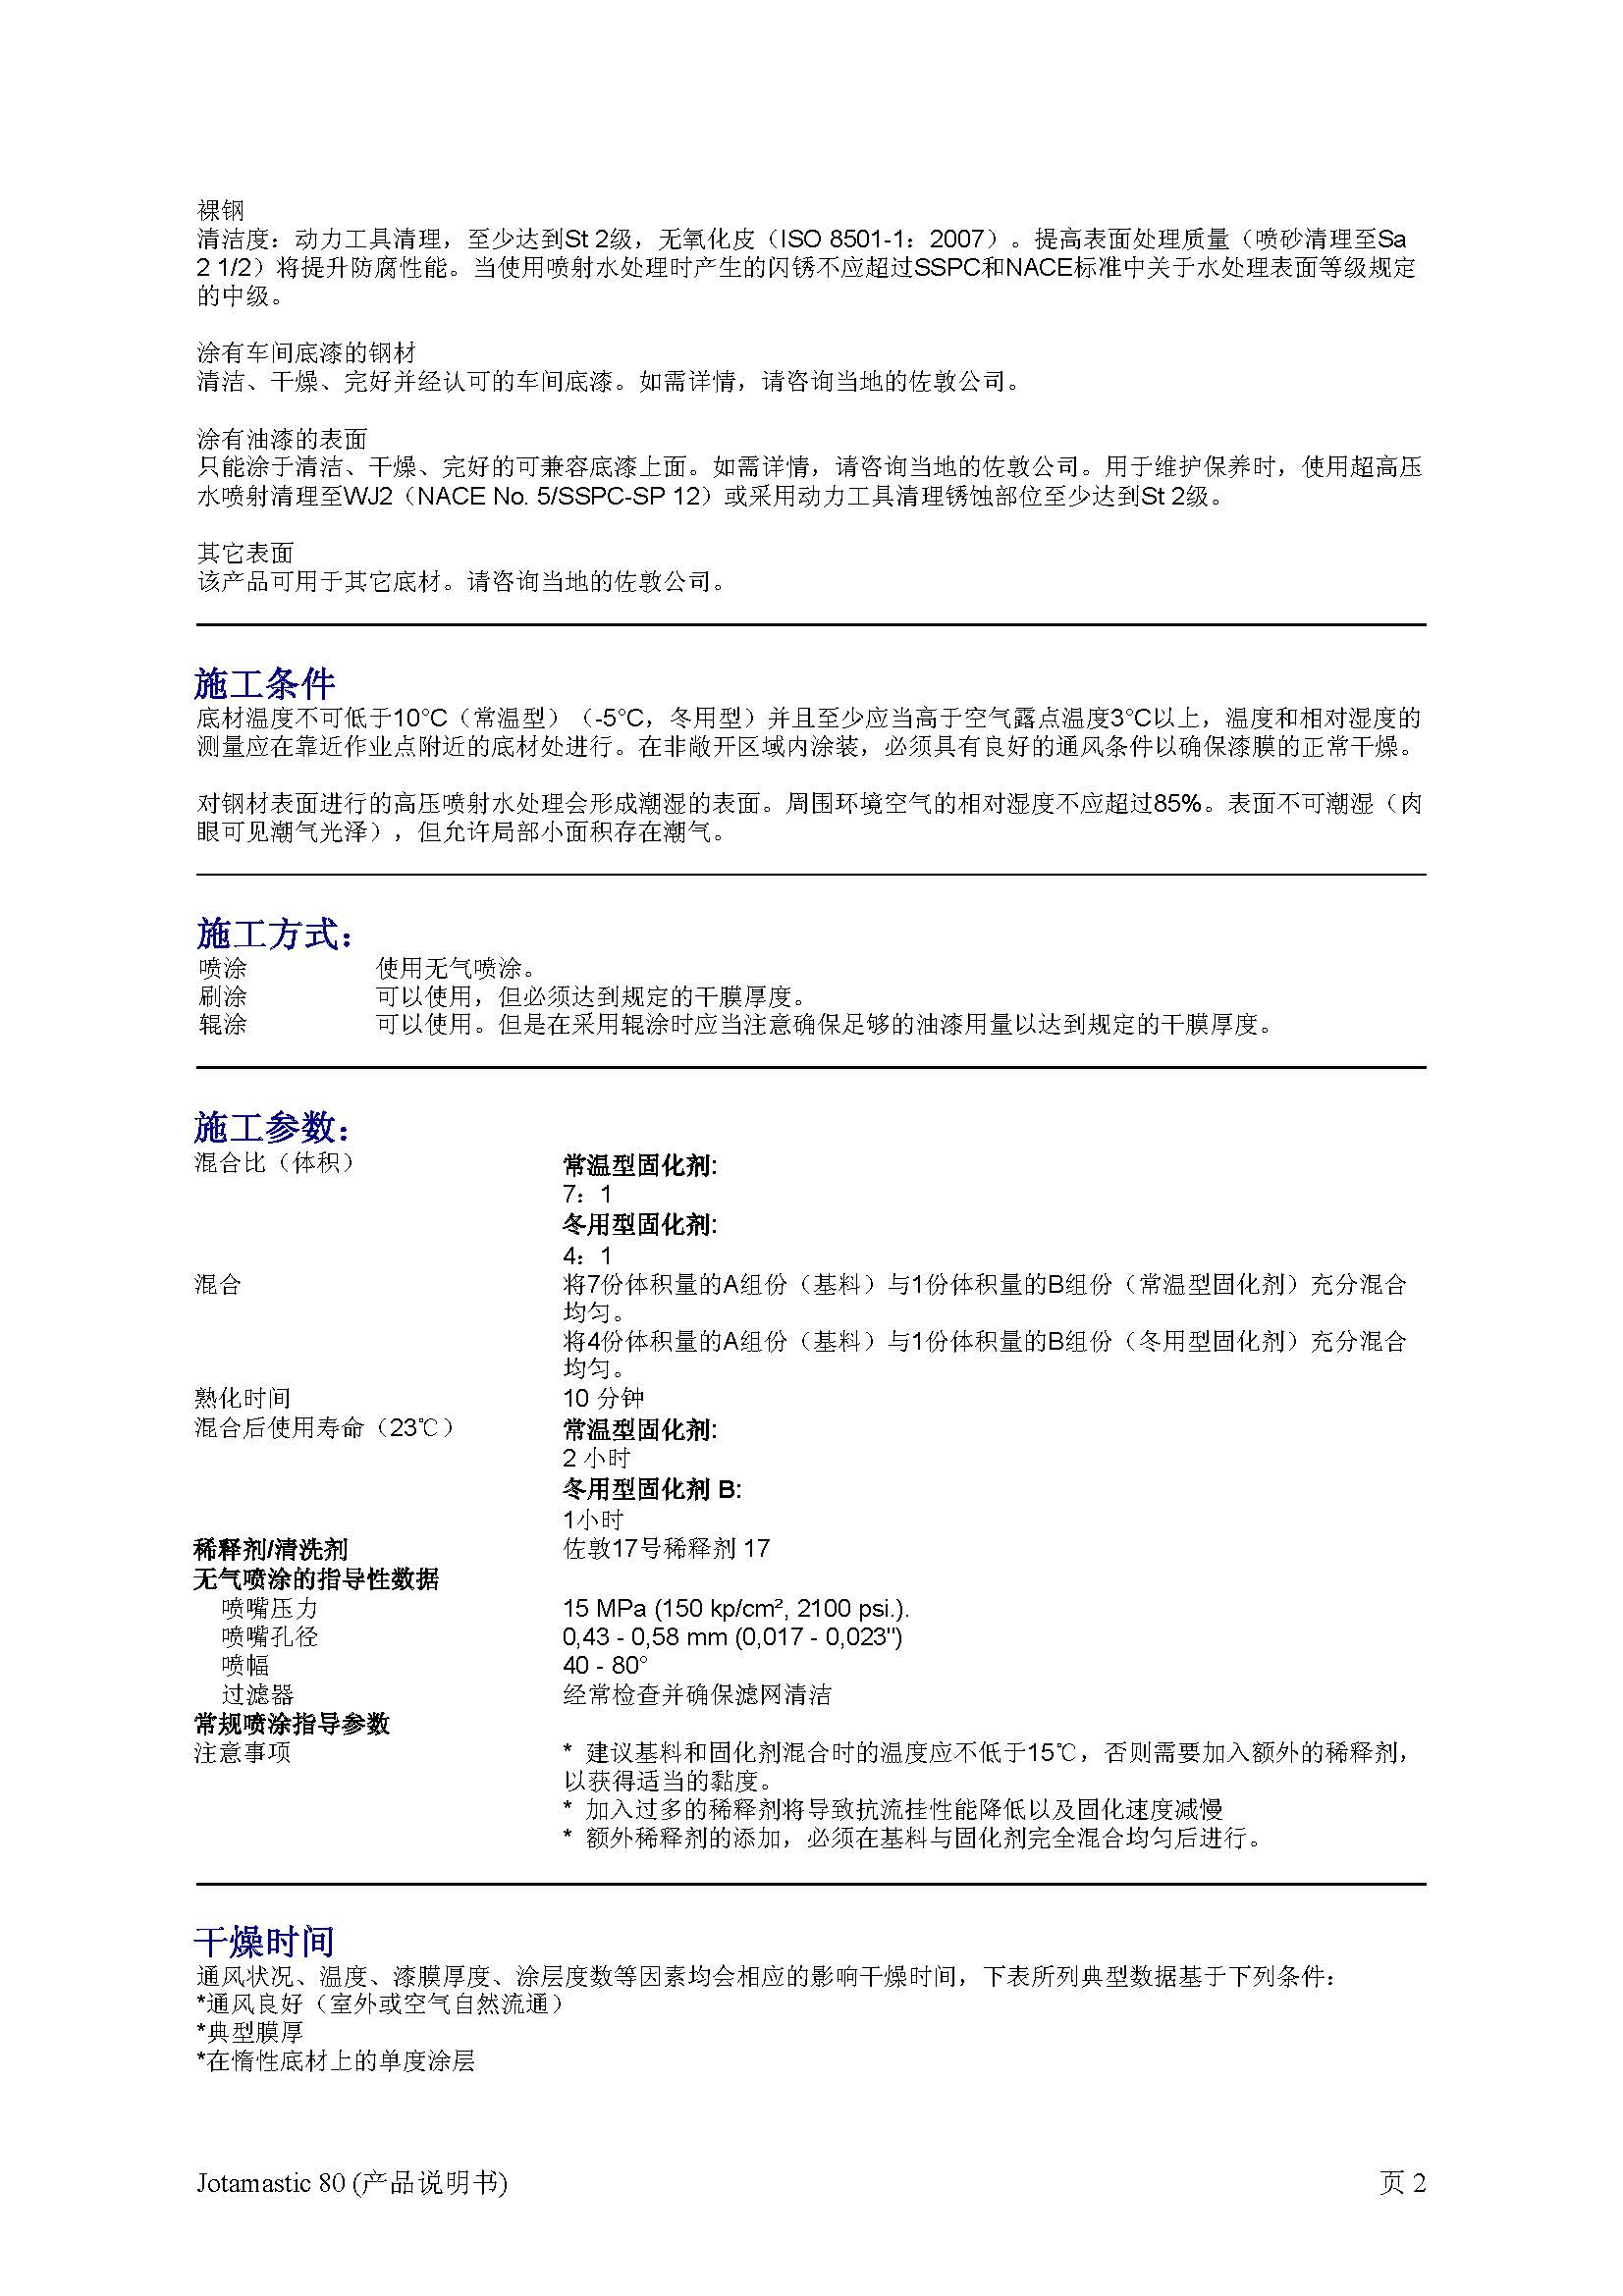 裸钢
清洁度：动力工具清理，至少达到St 2级，无氧化皮（ISO 8501-1：2007）。提高表面处理质量（喷砂清理至Sa
2 1/2）将提升防腐性能。当使用喷射水处理时产生的闪锈不应超过SSPC和NACE标准中关于水处理表面等级规定
的中级。
涂有车间底漆的钢材
清洁、干燥、完好并经认可的车间底漆。如需详情，请咨询当地的佐敦公司。
涂有油漆的表面
只能涂于清洁、干燥、完好的可兼容底漆上面。如需详情，请咨询当地的佐敦公司。用于维护保养时，使用超高压
水喷射清理至WJ2（NACE No. 5/SSPC-SP 12）或采用动力工具清理锈蚀部位至少达到St 2级。
其它表面
该产品可用于其它底材。请咨询当地的佐敦公司。
施工条件
底材温度不可低于10°C（常温型）（-5°C，冬用型）并且至少应当高于空气露点温度3°C以上，温度和相对湿度的
测量应在靠近作业点附近的底材处进行。在非敞开区域内涂装，必须具有良好的通风条件以确保漆膜的正常干燥。
对钢材表面进行的高压喷射水处理会形成潮湿的表面。周围环境空气的相对湿度不应超过85%。表面不可潮湿（肉
眼可见潮气光泽），但允许局部小面积存在潮气。
施工方式：
喷涂 使用无气喷涂。
刷涂 可以使用，但必须达到规定的干膜厚度。
辊涂 可以使用。但是在采用辊涂时应当注意确保足够的油漆用量以达到规定的干膜厚度。
施工参数：
混合比（体积） 常温型固化剂:
7：1
冬用型固化剂:
4：1
混合 将7份体积量的A组份（基料）与1份体积量的B组份（常温型固化剂）充分混合
均匀。
将4份体积量的A组份（基料）与1份体积量的B组份（冬用型固化剂）充分混合
均匀。
熟化时间 10 分钟
混合后使用寿命（23℃） 常温型固化剂:
2 小时
冬用型固化剂 B:
1小时
稀释剂/清洗剂 佐敦17号稀释剂 17
无气喷涂的指导性数据
喷嘴压力 15 MPa (150 kp/cm², 2100 psi.).
喷嘴孔径 0,43 - 0,58 mm (0,017 - 0,023")
喷幅 40 - 80°
过滤器 经常检查并确保滤网清洁
常规喷涂指导参数
注意事项 * 建议基料和固化剂混合时的温度应不低于15℃，否则需要加入额外的稀释剂，
以获得适当的黏度。
* 加入过多的稀释剂将导致抗流挂性能降低以及固化速度减慢
* 额外稀释剂的添加，必须在基料与固化剂完全混合均匀后进行。
干燥时间
通风状况、温度、漆膜厚度、涂层度数等因素均会相应的影响干燥时间，下表所列典型数据基于下列条件：
*通风良好（室外或空气自然流通）
*典型膜厚
*在惰性底材上的单度涂层
Jotamastic 80 (产品说明书) 页 2